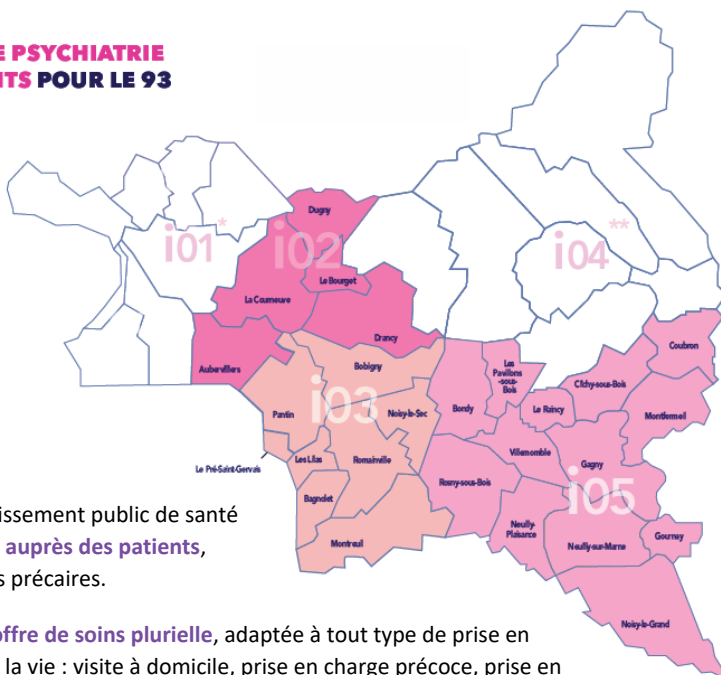 E PSYCHIATRIE
NTS POUR LE 93
i01*
i02
i03
i04**
i05
Dugny
Le Bourget
La Courneuve
Drancy
Aubervilliers
Bobigny
Pantin
Noisy-le-Sec
Le Pré-Saint-Gervais
Les Lilas
Romainville
Bagnolet
Montreuil
Coubron
Les
Pavillons
-sous-
Bois
Clichy-sous-Bois
Bondy
Le Raincy
Montfermeil
Villemomble
Gagny
Rosny-sous-Bois
Neuilly-
Plaisance
Neuilly-sur-Marne
Gournay
Noisy-le-Grand
issement public de santé
auprès des patients,
s précaires.
offre de soins plurielle, adaptée à tout type de prise en
la vie : visite à domicile, prise en charge précoce, prise en